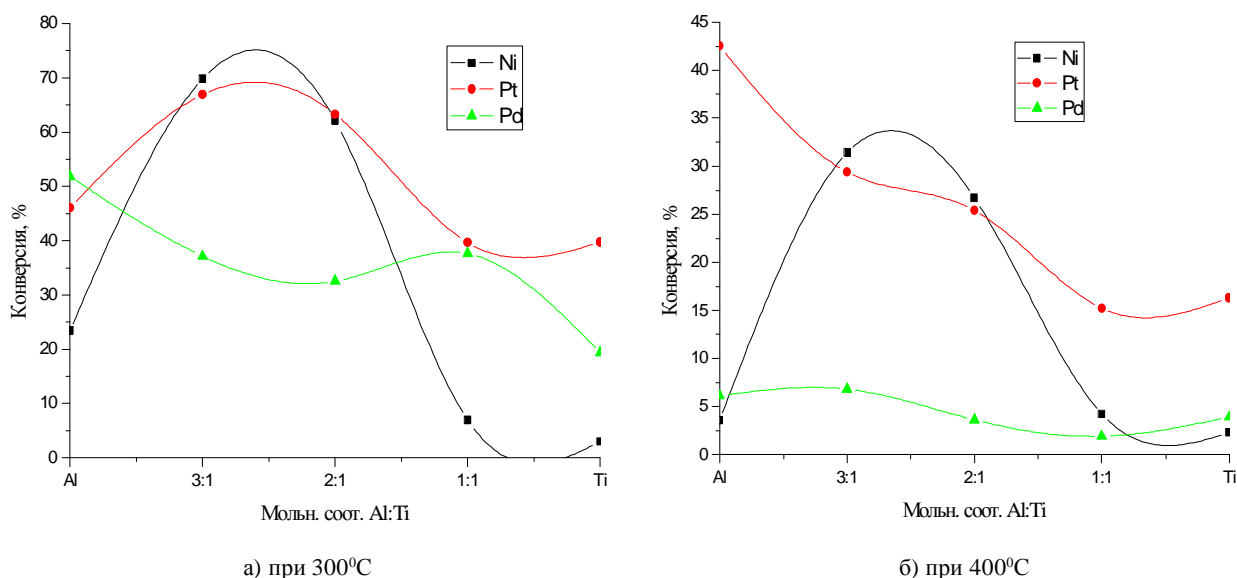 80
70
60
50
40
30
20
10
0
Конверсия, %
Ni
Pt
Pd
Al 3:1 2:1 1:1 Ti
Мольн. соот. Al:Ti
а) при 300⁰С
45
40
35
30
25
20
15
10
5
0
Конверсия, %
Ni
Pt
Pd
Al 3:1 2:1 1:1 Ti
Мольн. соот. Al:Ti
б) при 400⁰С